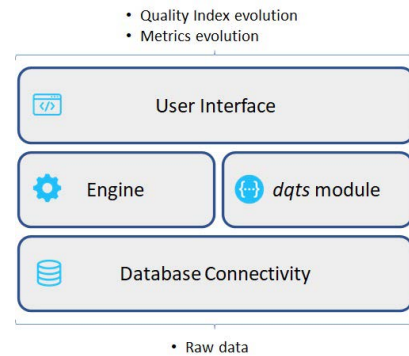 • Quality Index evolution
• Metrics evolution
User Interface
Engine
dqts module
Database Connectivity
• Raw data